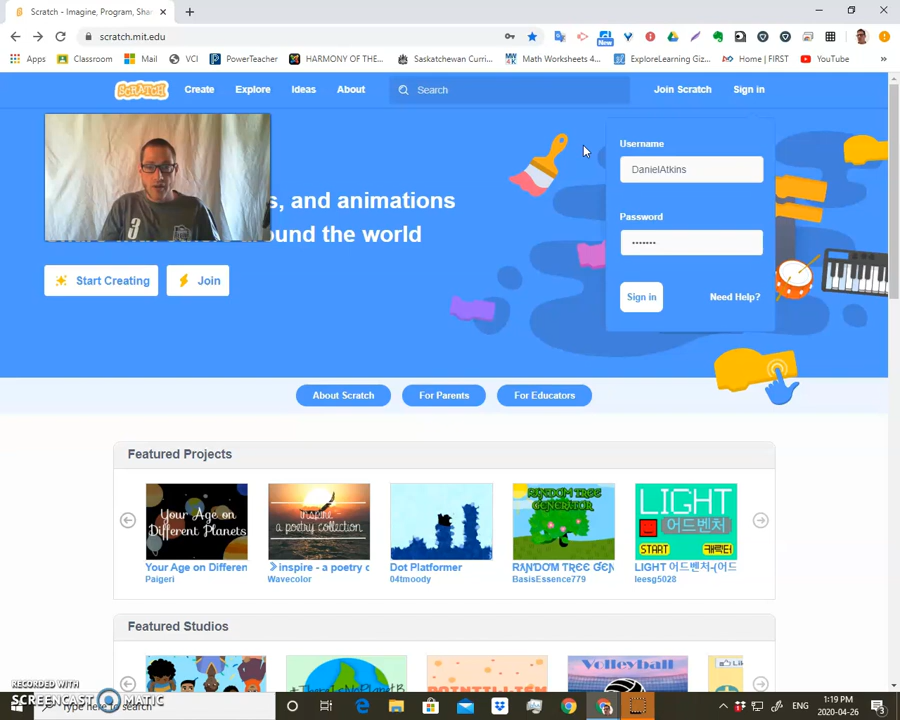 Scratch - Imagine, Program, Sha
scratch.mit.edu
New
Apps
Classroom
Mail
VCI
PowerTeacher
HARMONY OF THE...
Saskatchewan Curri...
Math Worksheets 4...
ExploreLearning Giz...
Home | FIRST
YouTube
SCRATCH
Create
Explore
Ideas
About
Search
Join Scratch
Sign in
Username
DanielAtkins
3
s, and animations
ound the world
Password
•••••••
Start Creating
Join
Sign in
Need Help?
About Scratch
For Parents
For Educators
Featured Projects
Your Age on
Different Planets
inspire -
a poetry collection
RANDOM TREE
GENERATOR
LIGHT
어드벤처
START
캐릭터
Your Age on Differen
inspire - a poetry c
Dot Platformer
RANDOM TREE GEN
LIGHT 어드벤처-(어드
Paigeri
Wavecolor
04tmoody
BasisEssence779
leesg5028
Featured Studios
#ThereIsNoPlanetB
POINTILLISM
Volleyball
RECORDED WITH
SCREENCAST MATIC
Type here to search
ENG
1:19 PM
2020-04-26
3